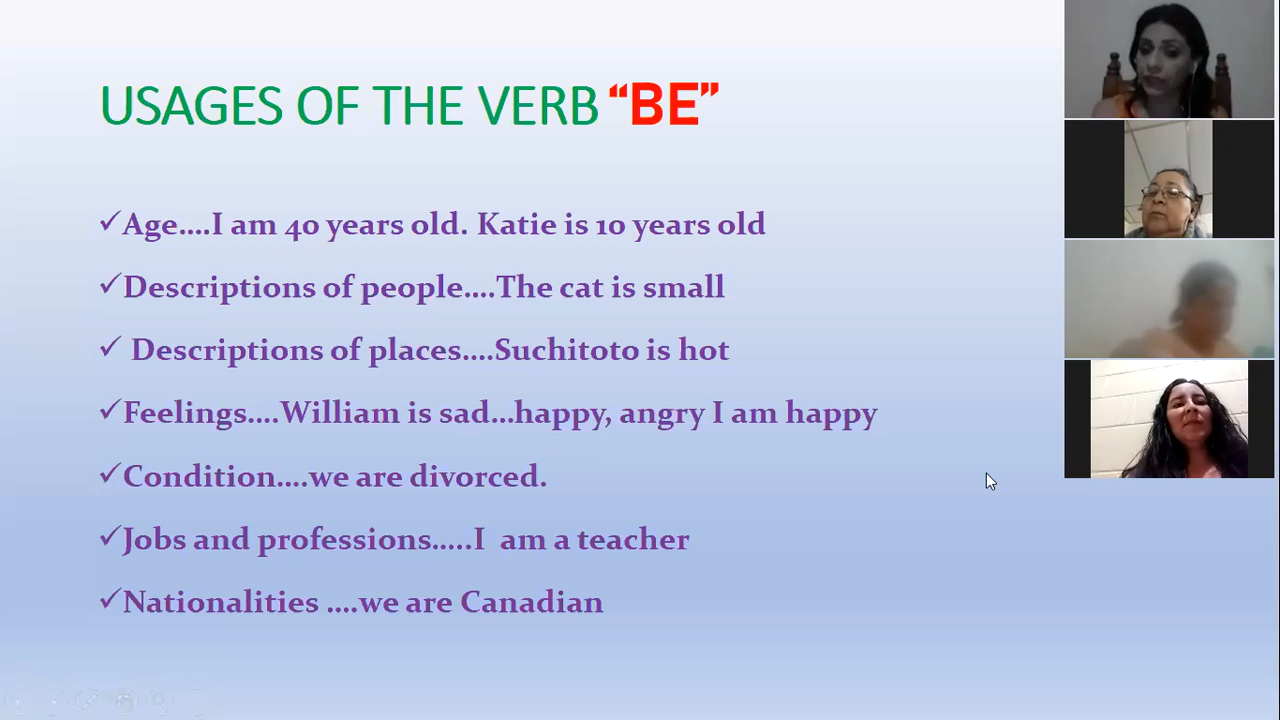 USAGES OF THE VERB “BE”
✓Age....I am 40 years old. Katie is 10 years old
✓Descriptions of people....The cat is small
✓ Descriptions of places....Suchitoto is hot
✓Feelings....William is sad...happy, angry I am happy
✓Condition....we are divorced.
✓Jobs and professions.....I  am a teacher
✓Nationalities ....we are Canadian